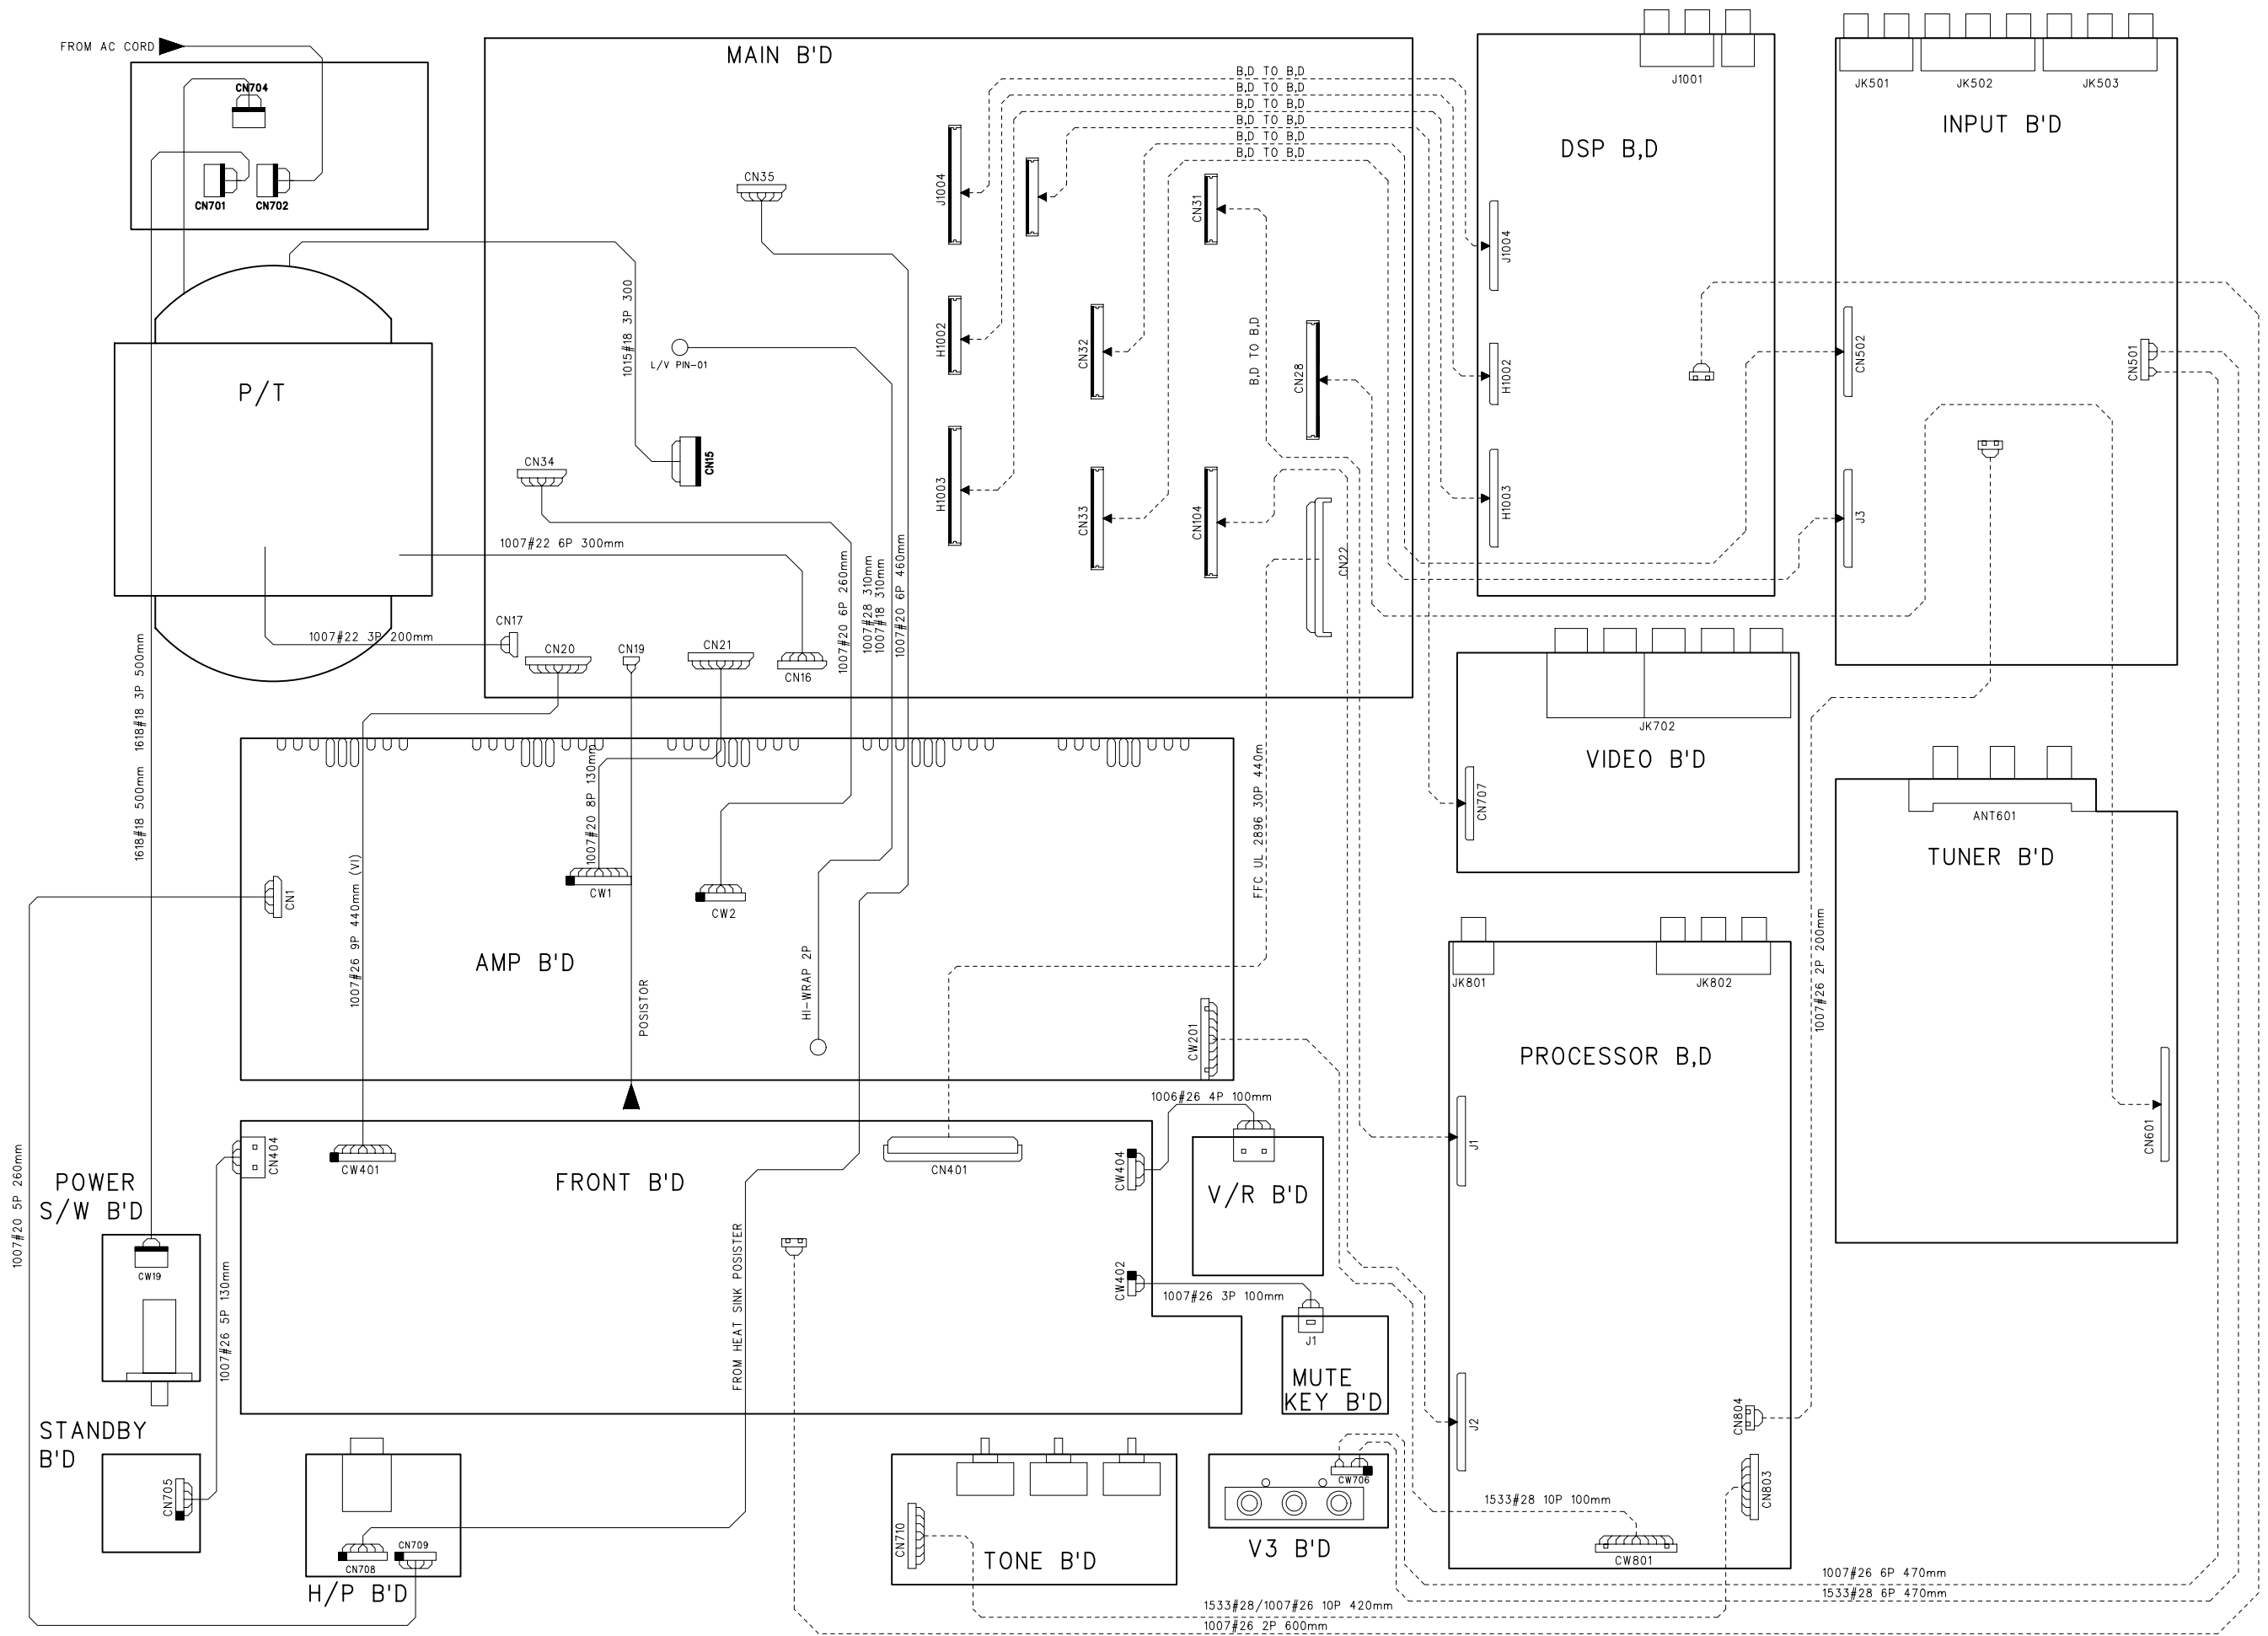 FROM AC CORD
CN704
CN701
CN702
P/T
MAIN B'D
CN35
1015#18 3P 300
L/V PIN-01
CN15
CN34
1007#22 6P 300mm
CN17
1007#22 3P 200mm
CN20
CN19
CN21
CN16
1007#20 6P 260mm
1007#28 310mm
1007#18 310mm
1007#20 6P 460mm
J1004
H1002
H1003
CN31
CN32
CN33
CN28
CN104
CN22
B,D TO B,D
B,D TO B,D
B,D TO B,D
B,D TO B,D
B,D TO B,D
B,D TO B,D
B,D TO B,D
J1001
DSP B,D
J1004
H1002
H1003
JK501
JK502
JK503
INPUT B'D
CN502
CN501
J3
JK702
VIDEO B'D
CN707
ANT601
TUNER B'D
CN601
1618#18 500mm
1618#18 3P 500mm
1007#26 9P 440mm (VI)
1007#20 8P 130mm
CN1
CW1
CW2
AMP B'D
POSISTOR
HI-WRAP 2P
FFC UL 2896 30P 440m
CW201
JK801
JK802
PROCESSOR B,D
1007#26 2P 200mm
J1
J2
CN804
CN803
CW801
1533#28 10P 100mm
1007#20 5P 260mm
POWER
S/W B'D
CW19
1007#26 5P 130mm
CN404
CW401
FRONT B'D
CN401
CW404
CW402
1006#26 4P 100mm
V/R B'D
1007#26 3P 100mm
J1
MUTE
KEY B'D
FROM HEAT SINK POSISTER
STANDBY
B'D
CN705
CN708
CN709
H/P B'D
CN710
TONE B'D
CW706
V3 B'D
1007#26 6P 470mm
1533#28 6P 470mm
1533#28/1007#26 10P 420mm
1007#26 2P 600mm